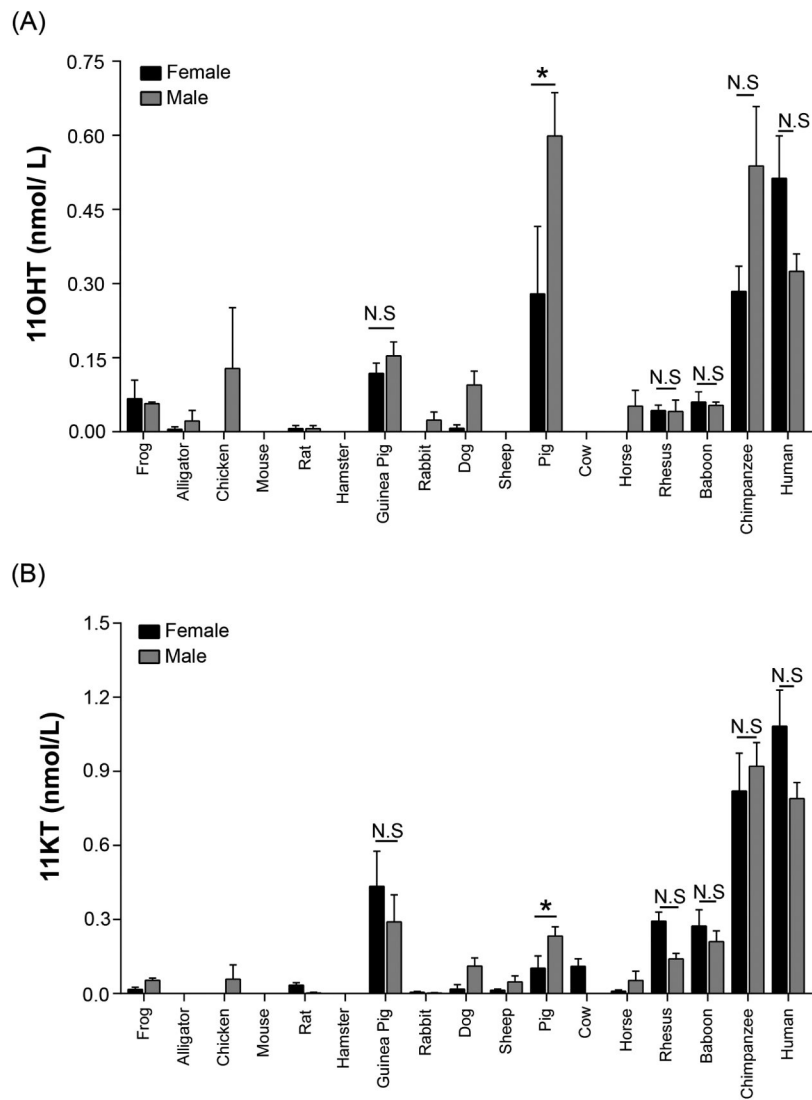 (A)
11OHT (nmol/ L)
0.75
0.60
0.45
0.30
0.15
0.00
Female
Male
N.S
*
N.S
N.S
N.S
N.S
Frog
Alligator
Chicken
Mouse
Rat
Hamster
Guinea Pig
Rabbit
Dog
Sheep
Pig
Cow
Horse
Rhesus
Baboon
Chimpanzee
Human
(B)
11KT (nmol/L)
1.5
1.2
0.9
0.6
0.3
0.0
Female
Male
N.S
*
N.S
N.S
N.S
N.S
Frog
Alligator
Chicken
Mouse
Rat
Hamster
Guinea Pig
Rabbit
Dog
Sheep
Pig
Cow
Horse
Rhesus
Baboon
Chimpanzee
Human